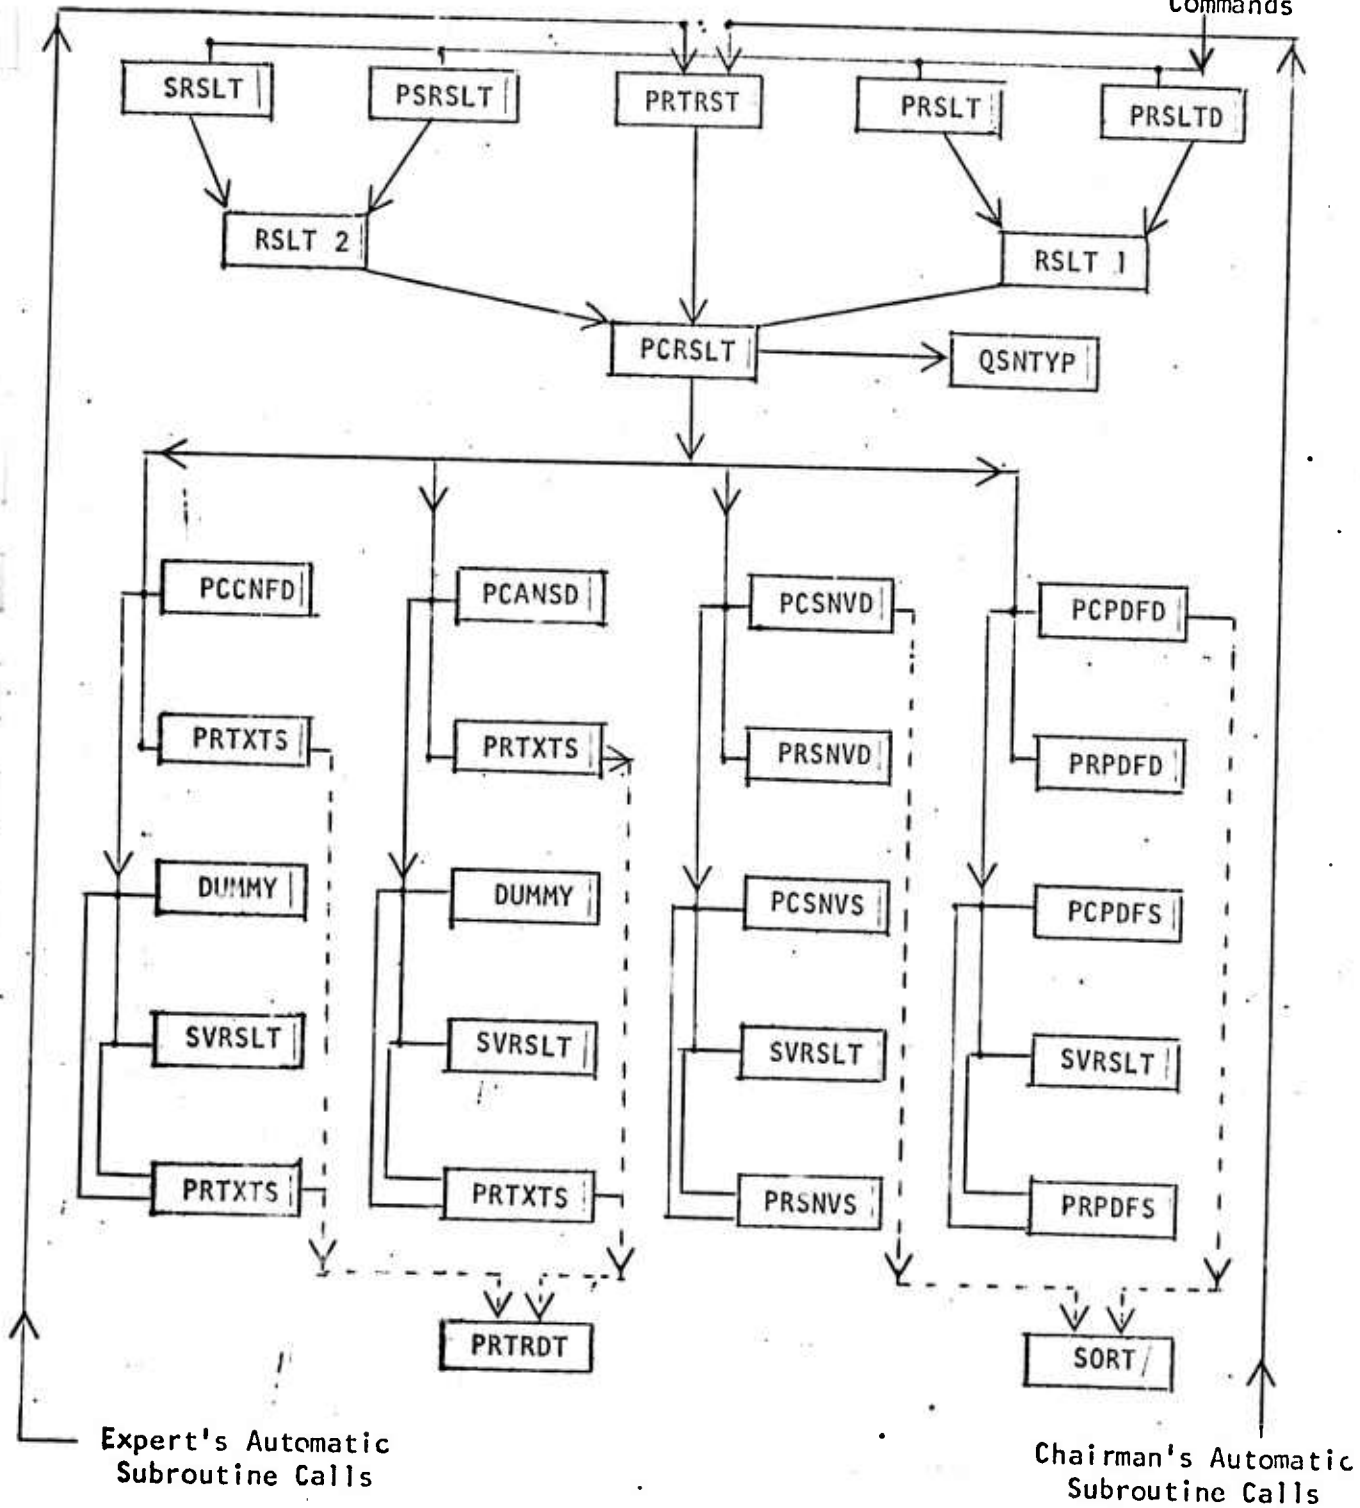 Commands
SRSLT
PSRSLT
PRTRST
PRSLT
PRSLTD
RSLT 2
RSLT 1
PCRSLT
QSNTYP
PCCNFD
PCANSD
PCSNVD
PCPDFD
PRTXTS
PRTXTS
PRSNVD
PRPDFD
DUMMY
DUMMY
PCSNVS
PCPDFS
SVRSLT
SVRSLT
SVRSLT
SVRSLT
PRTXTS
PRTXTS
PRSNVS
PRPDFS
PRTRDT
SORT
Expert's Automatic
Subroutine Calls
Chairman's Automatic
Subroutine Calls